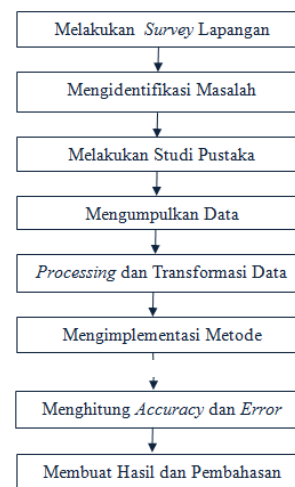 Melakukan Survey Lapangan
Mengidentifikasi Masalah
Melakukan Studi Pustaka
Mengumpulkan Data
Processing dan Transformasi Data
Mengimplementasi Metode
Menghitung Accuracy dan Error
Membuat Hasil dan Pembahasan